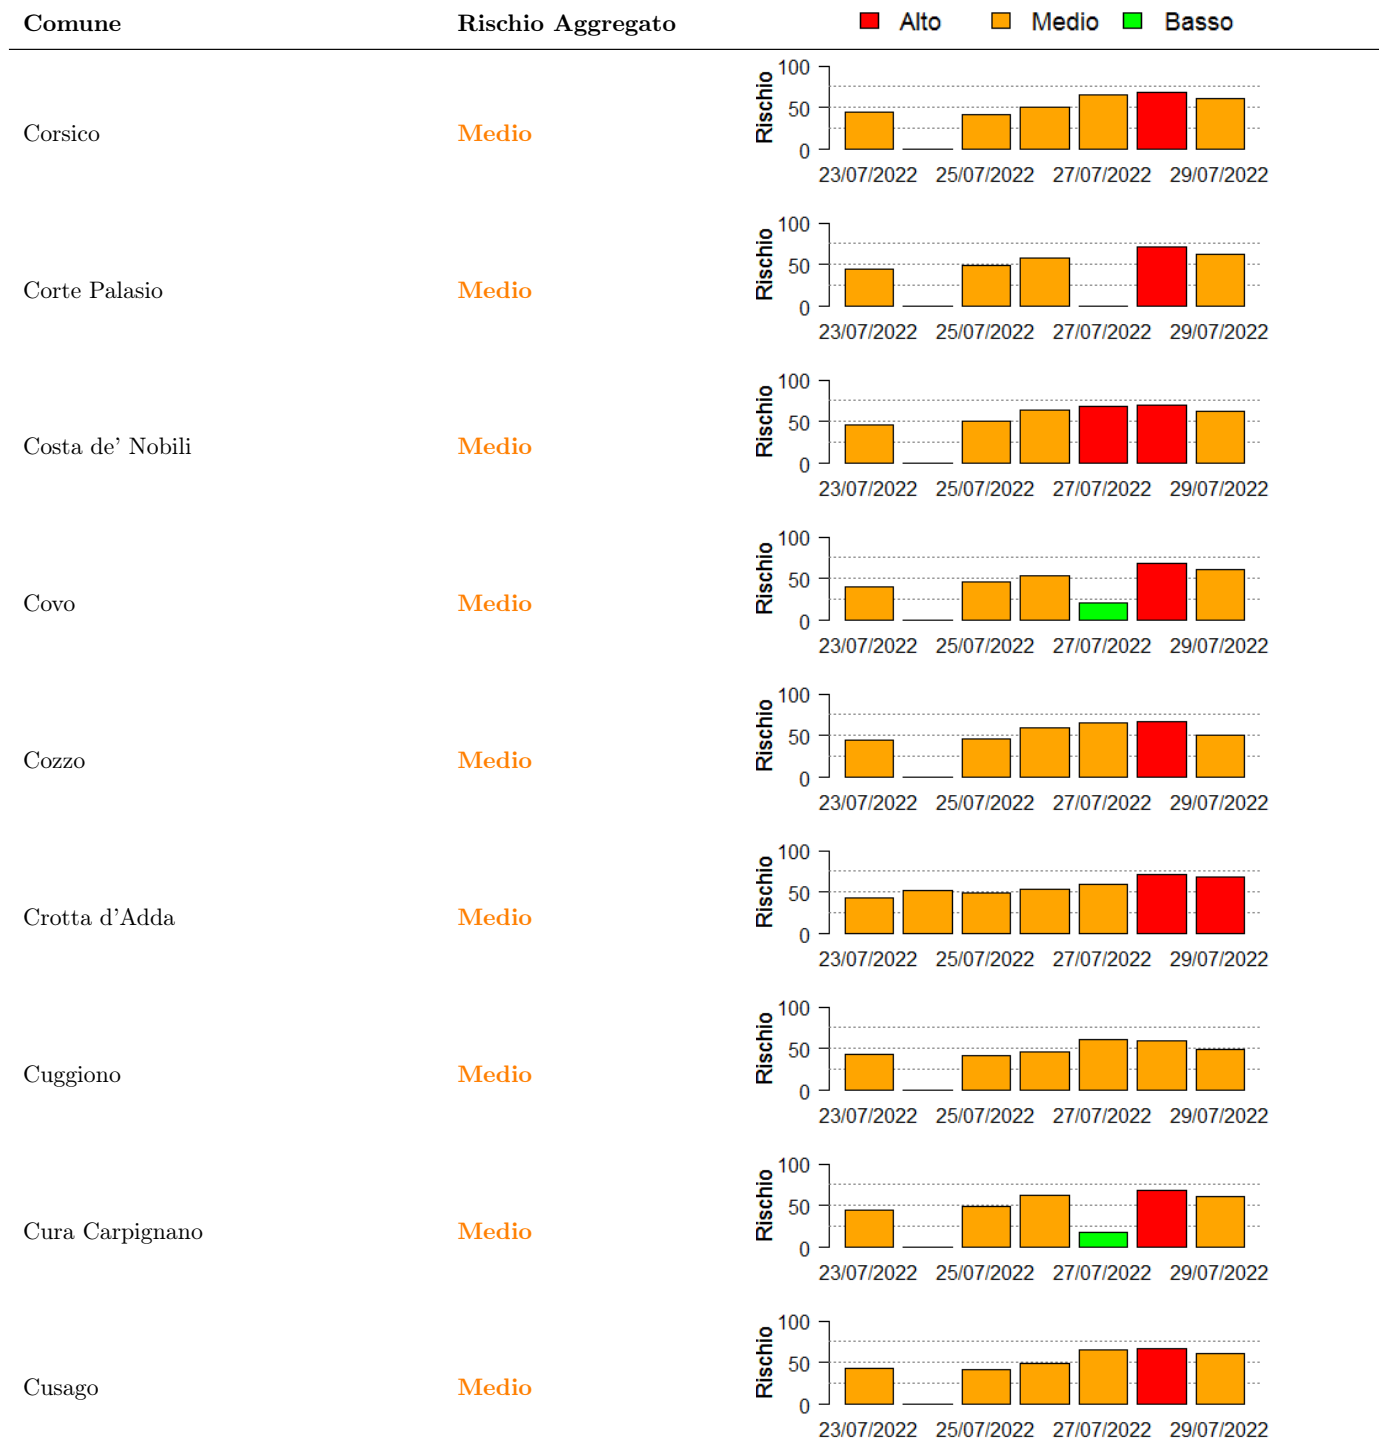 Comune Rischio Aggregato Alto Medio Basso
100
50
0
Rischio
Corsico Medio
23/07/2022 25/07/2022 27/07/2022 29/07/2022
100
50
0
Rischio
Corte Palasio Medio
23/07/2022 25/07/2022 27/07/2022 29/07/2022
100
50
0
Rischio
Costa de’ Nobili Medio
23/07/2022 25/07/2022 27/07/2022 29/07/2022
100
50
0
Rischio
Covo Medio
23/07/2022 25/07/2022 27/07/2022 29/07/2022
100
50
0
Rischio
Cozzo Medio
23/07/2022 25/07/2022 27/07/2022 29/07/2022
100
50
0
Rischio
Crotta d’Adda Medio
23/07/2022 25/07/2022 27/07/2022 29/07/2022
100
50
0
Rischio
Cuggiono Medio
23/07/2022 25/07/2022 27/07/2022 29/07/2022
100
50
0
Rischio
Cura Carpignano Medio
23/07/2022 25/07/2022 27/07/2022 29/07/2022
100
50
0
Rischio
Cusago Medio
23/07/2022 25/07/2022 27/07/2022 29/07/2022